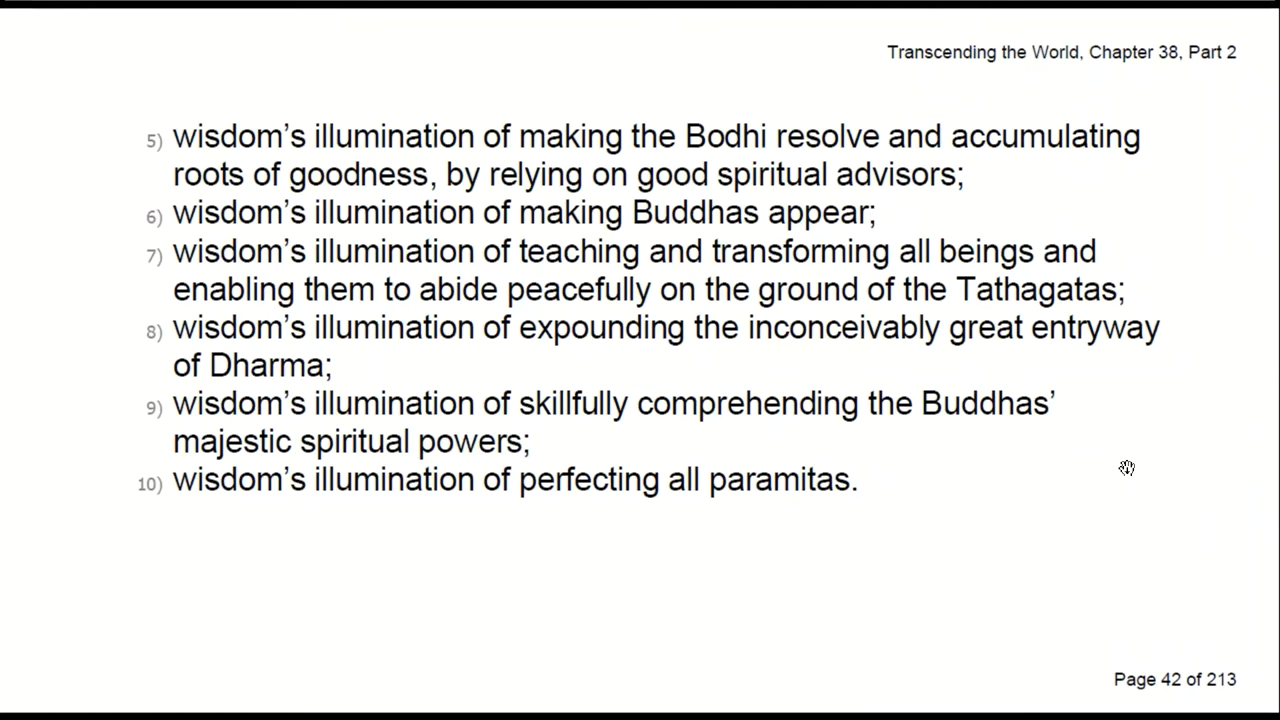 Transcending the World, Chapter 38, Part 2
5) wisdom’s illumination of making the Bodhi resolve and accumulating
roots of goodness, by relying on good spiritual advisors;
6) wisdom’s illumination of making Buddhas appear;
7) wisdom’s illumination of teaching and transforming all beings and
enabling them to abide peacefully on the ground of the Tathagatas;
8) wisdom’s illumination of expounding the inconceivably great entryway
of Dharma;
9) wisdom’s illumination of skillfully comprehending the Buddhas’
majestic spiritual powers;
10) wisdom’s illumination of perfecting all paramitas.
Page 42 of 213